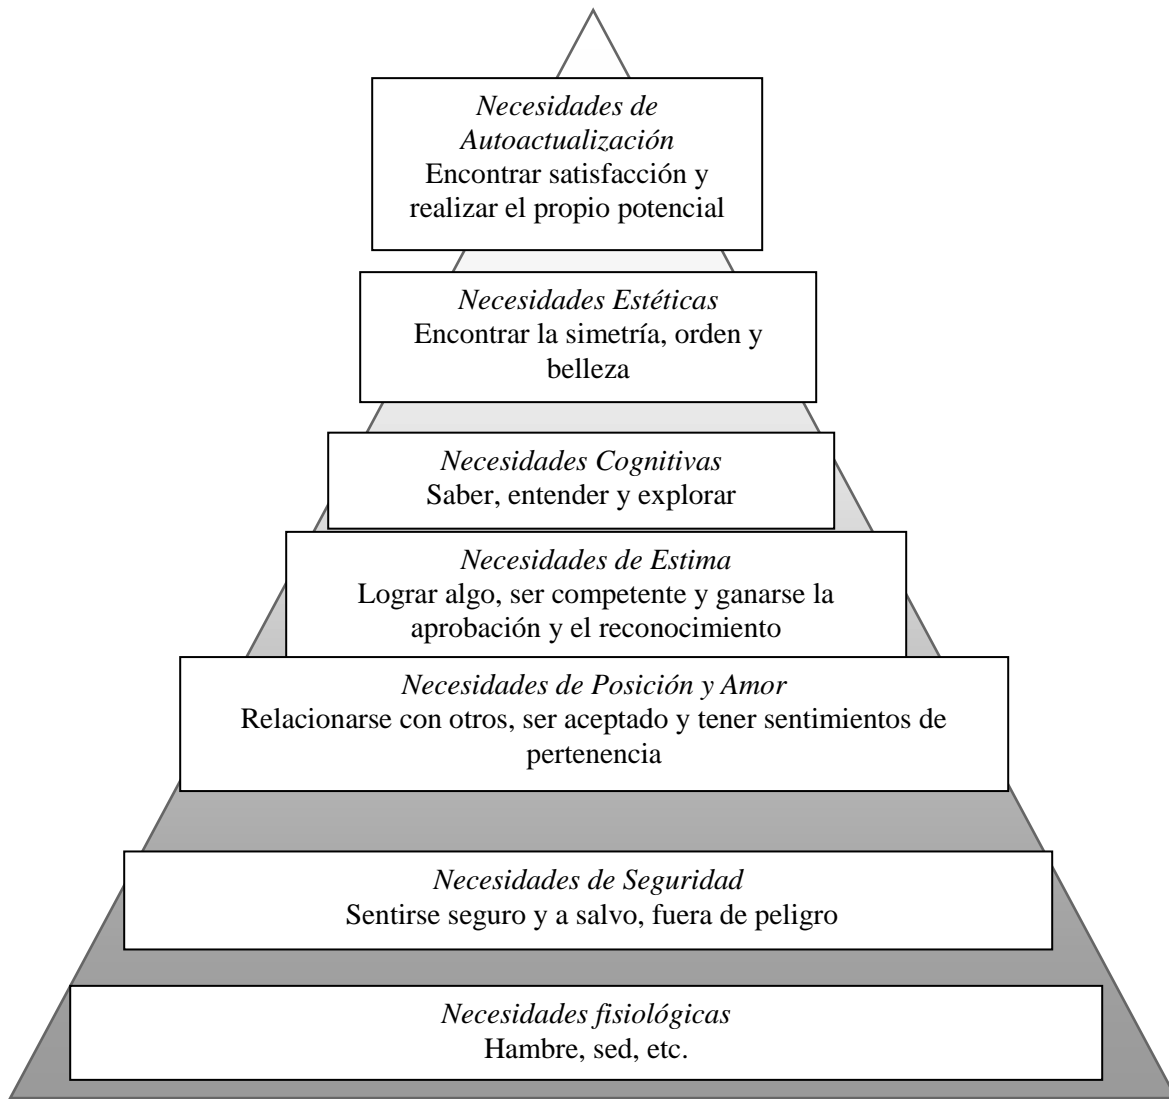 Necesidades de
Autoactualización
Encontrar satisfacción y
realizar el propio potencial
Necesidades Estéticas
Encontrar la simetría, orden y
belleza
Necesidades Cognitivas
Saber, entender y explorar
Necesidades de Estima
Lograr algo, ser competente y ganarse la
aprobación y el reconocimiento
Necesidades de Posición y Amor
Relacionarse con otros, ser aceptado y tener sentimientos de
pertenencia
Necesidades de Seguridad
Sentirse seguro y a salvo, fuera de peligro
Necesidades fisiológicas
Hambre, sed, etc.